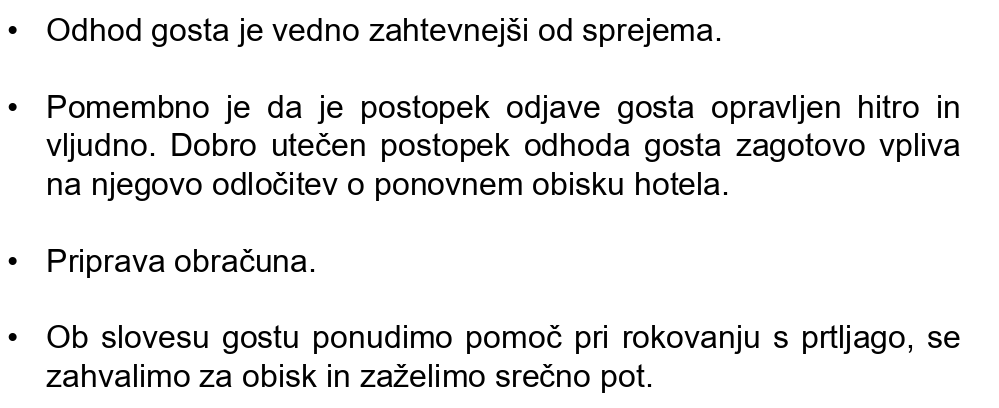 • Odhod gosta je vedno zahtevnejši od sprejema.
• Pomembno je da je postopek odjave gosta opravljen hitro in
vljudno. Dobro utečen postopek odhoda gosta zagotovo vpliva
na njegovo odločitev o ponovnem obisku hotela.
• Priprava obračuna.
• Ob slovesu gostu ponudimo pomoč pri rokovanju s prtljago, se
zahvalimo za obisk in zaželimo srečno pot.